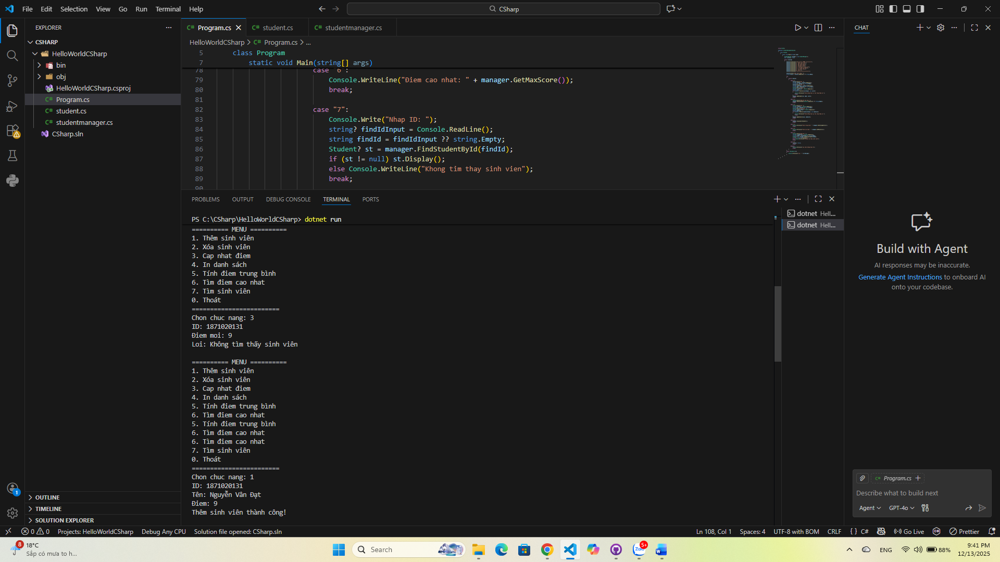 File Edit Selection View Go Run Terminal Help
CSharp
EXPLORER
CSHARP
HelloWorldCSharp
bin
obj
HelloWorldCSharp.csproj
Program.cs
student.cs
studentmanager.cs
CSharp.sln
OUTLINE
TIMELINE
SOLUTION EXPLORER
Program.cs student.cs studentmanager.cs
HelloWorldCSharp > Program.cs > ...
5 class Program
7 static void Main(string[] args)
78 case "6":
79 Console.WriteLine("Điem cao nhat: " + manager.GetMaxScore());
80 break;
81
82 case "7":
83 Console.Write("Nhap ID: ");
84 string? findIdInput = Console.ReadLine();
85 string findId = findIdInput ?? string.Empty;
86 Student? st = manager.FindStudentById(findId);
87 if (st != null) st.Display();
88 else Console.WriteLine("Khong tim thay sinh vien");
89 break;
90
PROBLEMS OUTPUT DEBUG CONSOLE TERMINAL PORTS
PS C:\CSharp\HelloWorldCSharp> dotnet run
========== MENU ==========
1. Thêm sinh viên
2. Xóa sinh viên
3. Cap nhat điem
4. In danh sách
5. Tính điem trung bình
6. Tìm điem cao nhat
7. Tìm sinh viên
0. Thoát
========================
Chon chuc nang: 3
ID: 1871020131
Điem moi: 9
Loi: Không tìm thấy sinh viên
========== MENU ==========
1. Thêm sinh viên
2. Xóa sinh viên
3. Cap nhat điem
4. In danh sách
5. Tính điem trung bình
6. Tìm điem cao nhat
5. Tính điem trung bình
6. Tìm điem cao nhat
6. Tìm điem cao nhat
7. Tìm sinh viên
0. Thoát
========================
Chon chuc nang: 1
ID: 1871020131
Tên: Nguyễn Vân Đạt
Điem: 9
Thêm sinh viên thành công!
dotnet Hell...
dotnet Hell...
CHAT
Build with Agent
AI responses may be inaccurate.
Generate Agent Instructions to onboard AI
onto your codebase.
Program.cs
Describe what to build next
Agent GPT-4o
1
0 0 Projects: HelloWorldCSharp Debug Any CPU Solution file opened: CSharp.sln
Ln 108, Col 1 Spaces: 4 UTF-8 with BOM CRLF { } C# Go Live Prettier
8
18°C
Sắp có mưa to h...
Search
Zalo
5+
ENG
88%
9:41 PM
12/13/2025